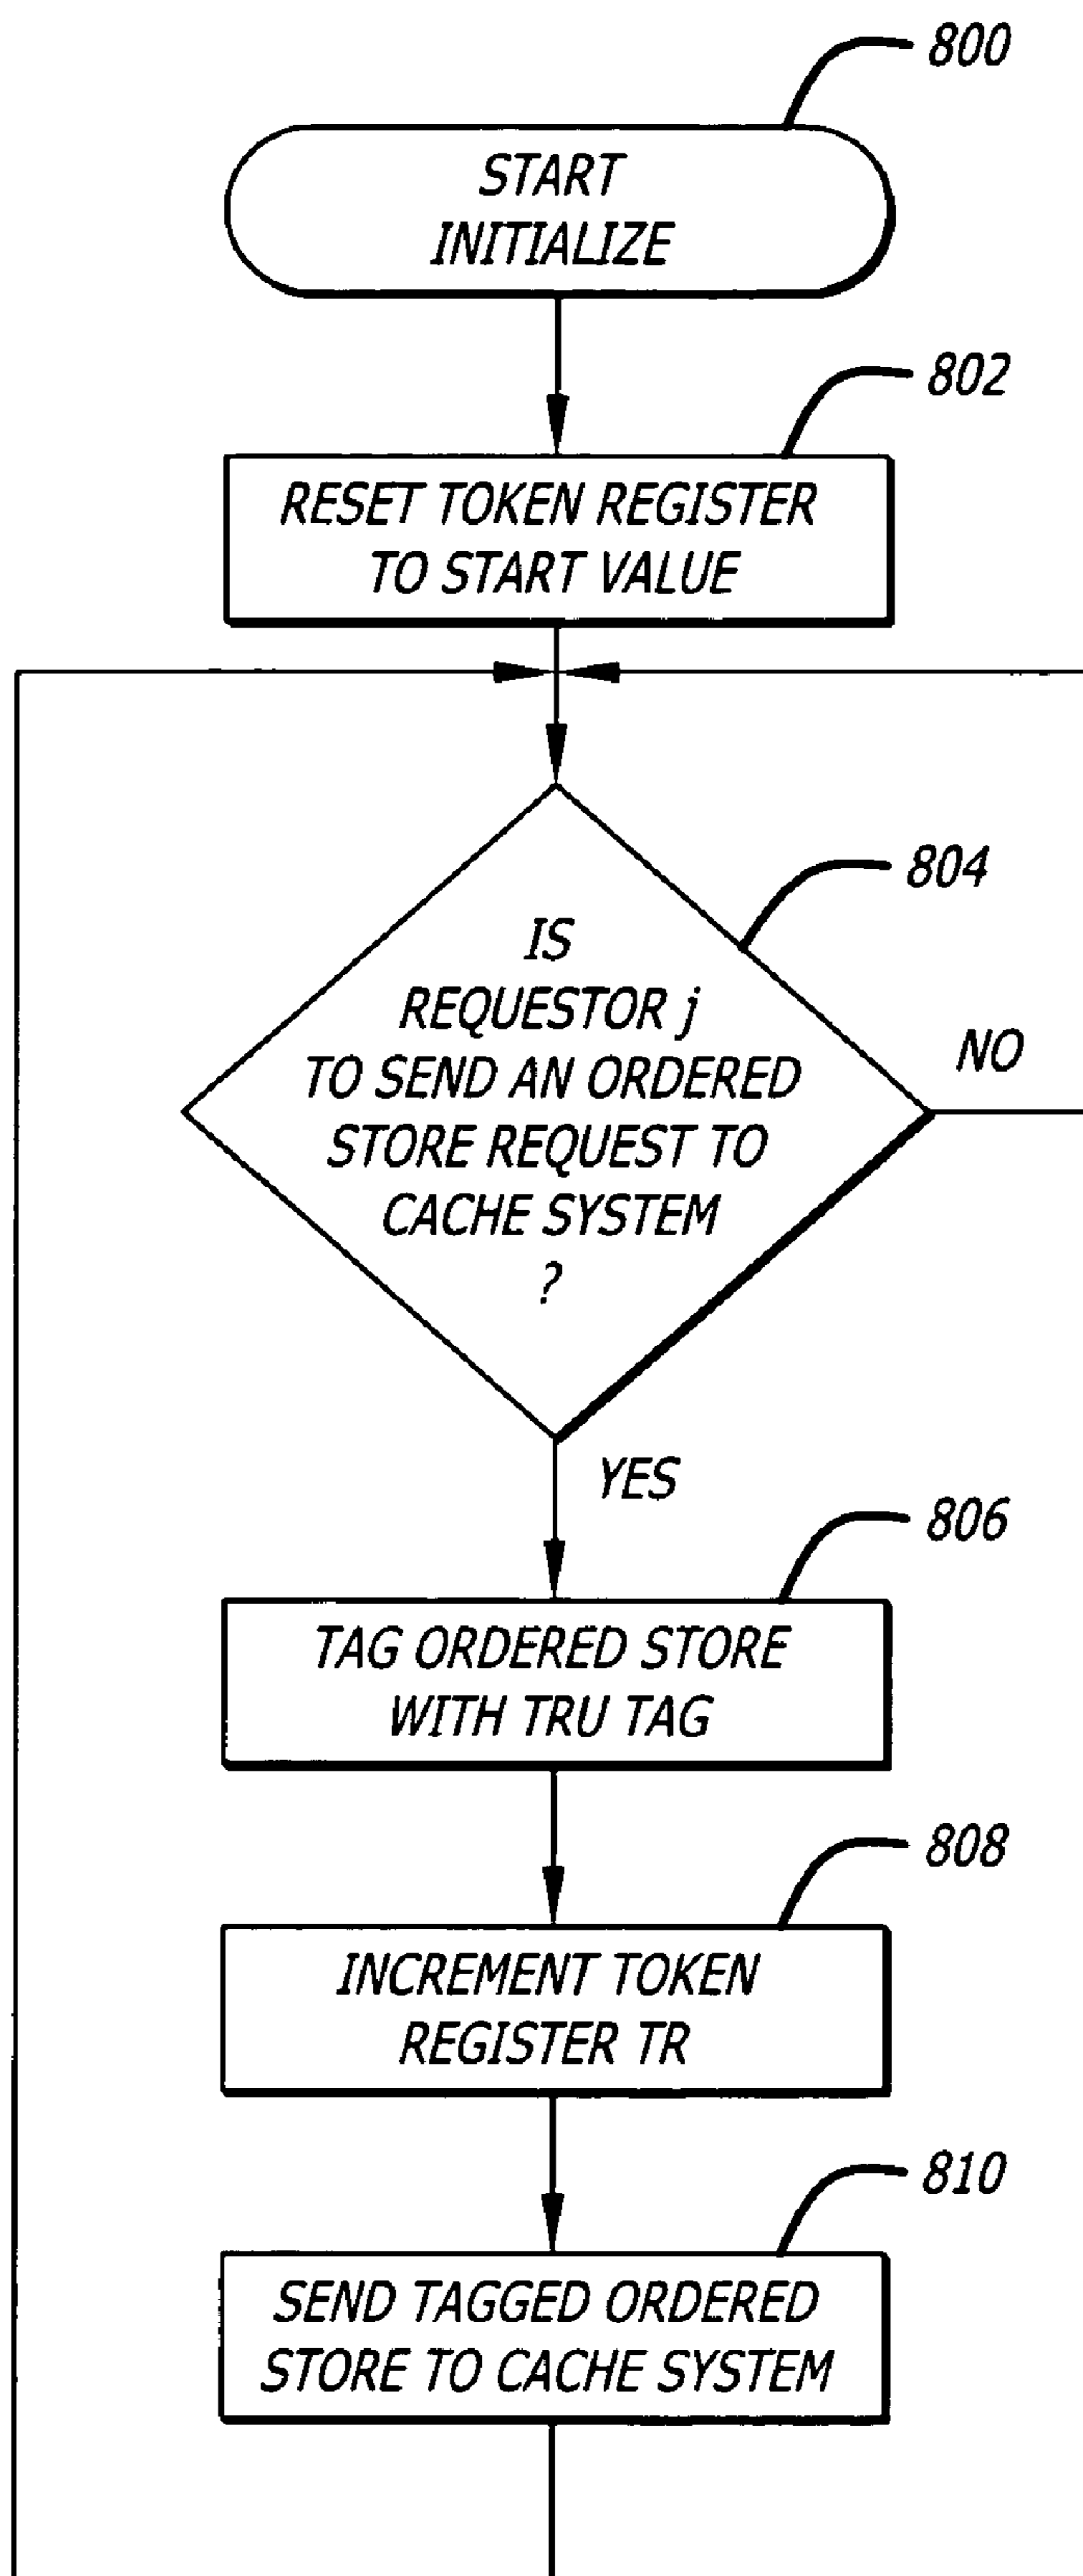 800
START
INITIALIZE
802
RESET TOKEN REGISTER
TO START VALUE
804
IS
REQUESTOR j
TO SEND AN ORDERED
STORE REQUEST TO
CACHE SYSTEM
?
NO
YES
806
TAG ORDERED STORE
WITH TRU TAG
808
INCREMENT TOKEN
REGISTER TR
810
SEND TAGGED ORDERED
STORE TO CACHE SYSTEM